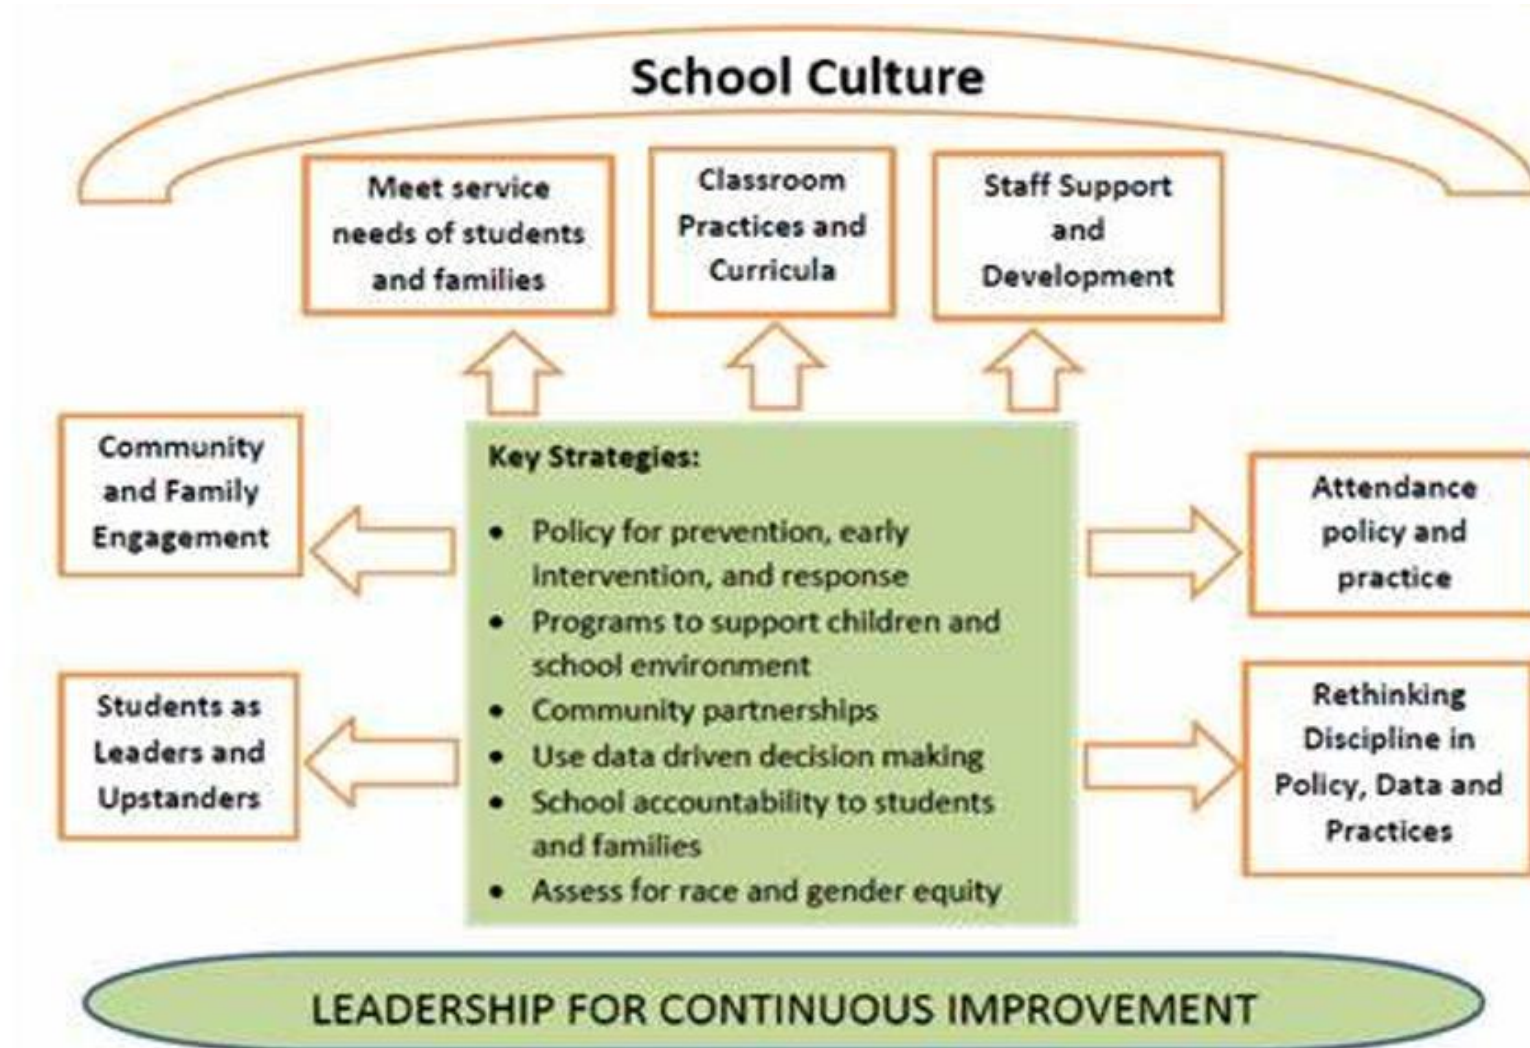 School Culture
Meet service
needs of students
and families
Classroom
Practices and
Curricula
Staff Support
and
Development
Community
and Family
Engagement
Students as
Leaders and
Upstanders
Key Strategies:
• Policy for prevention, early
intervention, and response
• Programs to support children and
school environment
• Community partnerships
• Use data driven decision making
• School accountability to students
and families
• Assess for race and gender equity
Attendance
policy and
practice
Rethinking
Discipline in
Policy, Data and
Practices
LEADERSHIP FOR CONTINUOUS IMPROVEMENT